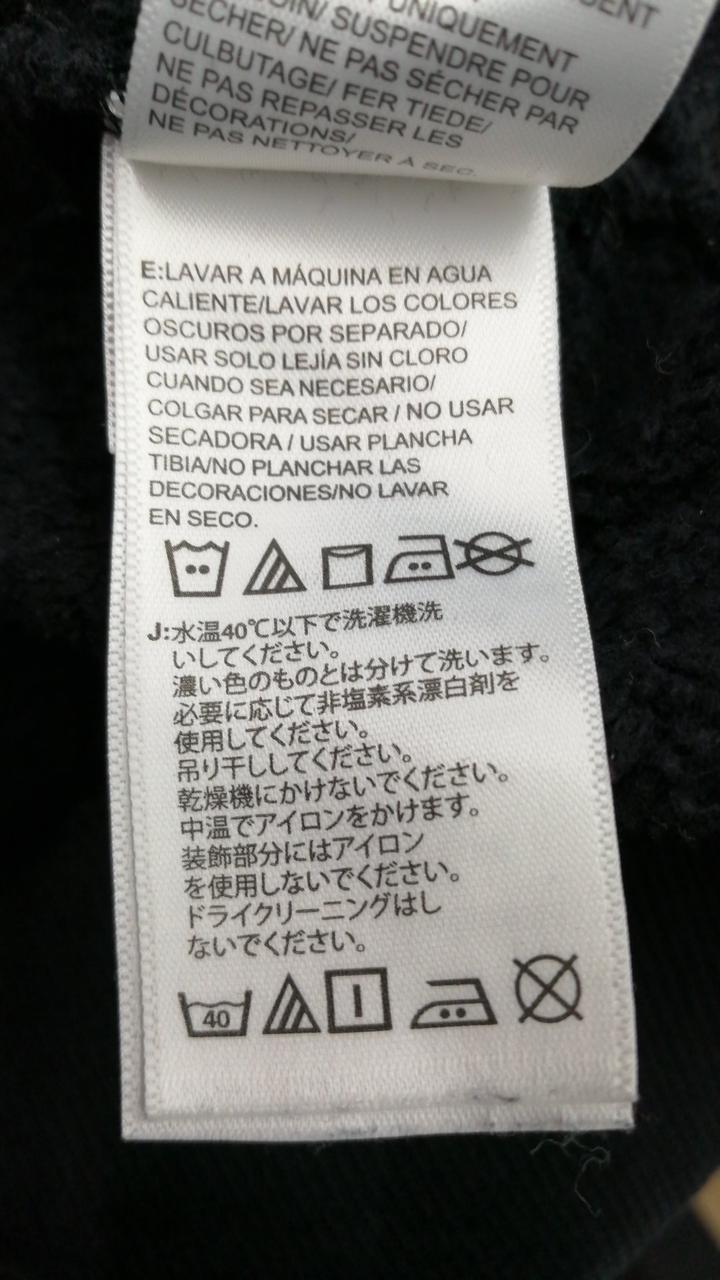 UNIQUEMENT
SUSPENDRE POUR
SÉCHER/ NE PAS SÉCHER PAR
CULBUTAGE/ FER TIEDE/
NE PAS REPASSER LES
DÉCORATIONS/
NE PAS NETTOYER À SEC.
E:LAVAR A MÁQUINA EN AGUA
CALIENTE/LAVAR LOS COLORES
OSCUROS POR SEPARADO/
USAR SOLO LEJÍA SIN CLORO
CUANDO SEA NECESARIO/
COLGAR PARA SECAR / NO USAR
SECADORA / USAR PLANCHA
TIBIA/NO PLANCHAR LAS
DECORACIONES/NO LAVAR
EN SECO.
J:水温40℃以下で洗濯機洗
いしてください。
濃い色のものとは分けて洗います。
必要に応じて非塩素系漂白剤を
使用してください。
吊り干ししてください。
乾燥機にかけないでください。
中温でアイロンをかけます。
装飾部分にはアイロン
を使用しないでください。
ドライクリーニングはし
ないでください。
40